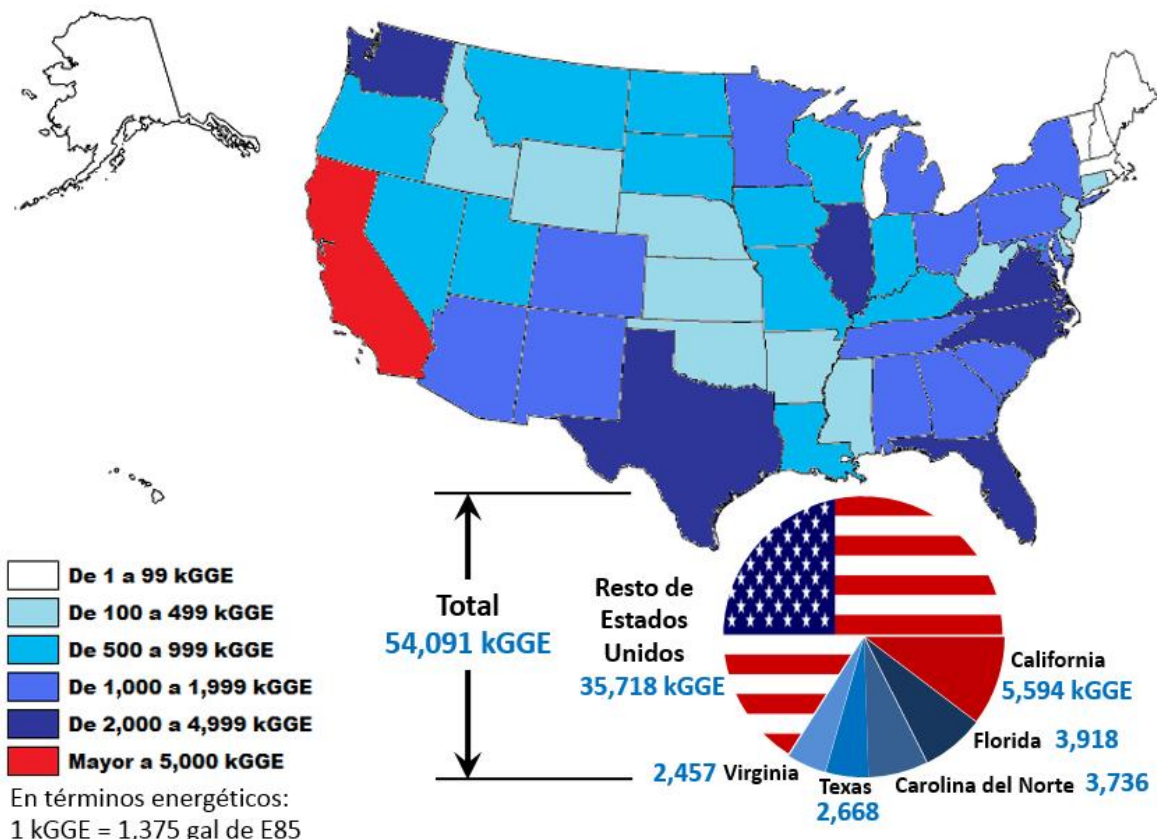 De 1 a 99 kGGE
De 100 a 499 kGGE
De 500 a 999 kGGE
De 1,000 a 1,999 kGGE
De 2,000 a 4,999 kGGE
Mayor a 5,000 kGGE
En términos energéticos:
1 kGGE = 1.375 gal de E85
Total
54,091 kGGE
Resto de
Estados
Unidos
35,718 kGGE
California
5,594 kGGE
Florida 3,918
Carolina del Norte 3,736
Texas
2,668
2,457 Virginia